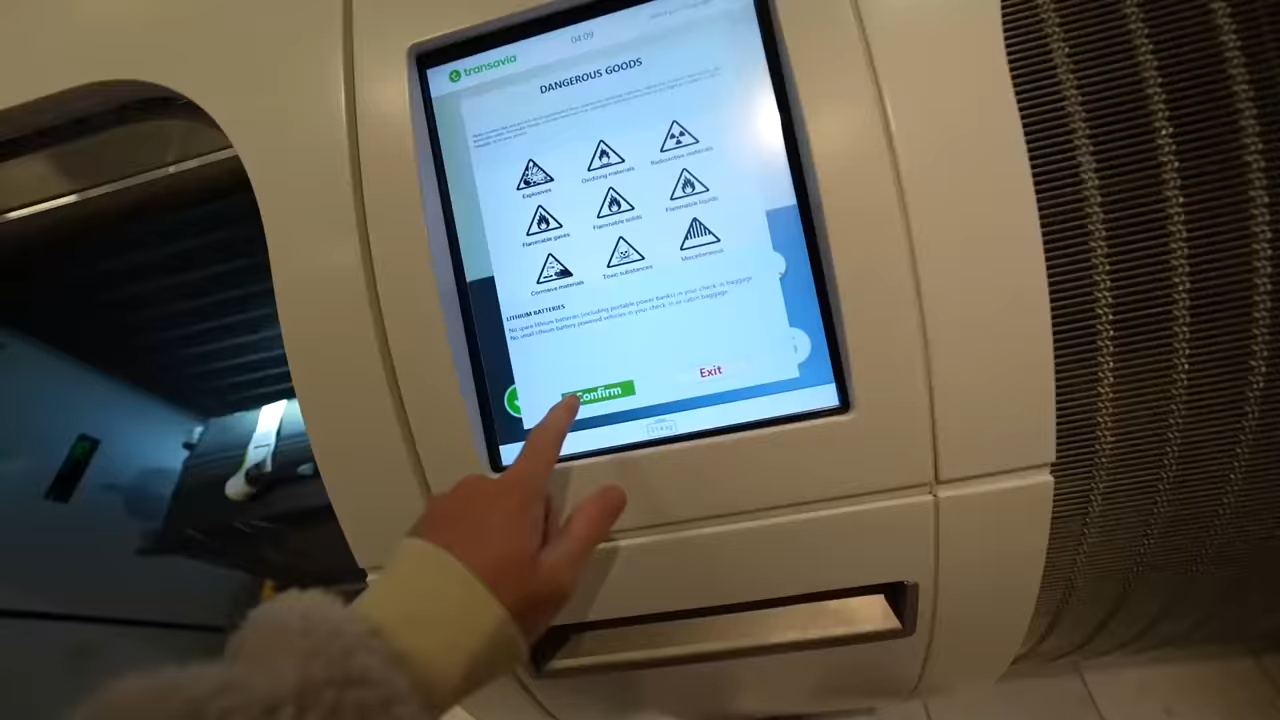 transavia
04:09
DANGEROUS GOODS
Explosives
Oxidizing materials
Radioactive materials
Flammable gases
Flammable solids
Flammable liquids
Corrosive materials
Toxic substances
Miscellaneous
LITHIUM BATTERIES
No spare lithium batteries (including portable power banks) in your check-in baggage
No small lithium battery powered vehicles in your check-in or cabin baggage
Confirm
Exit